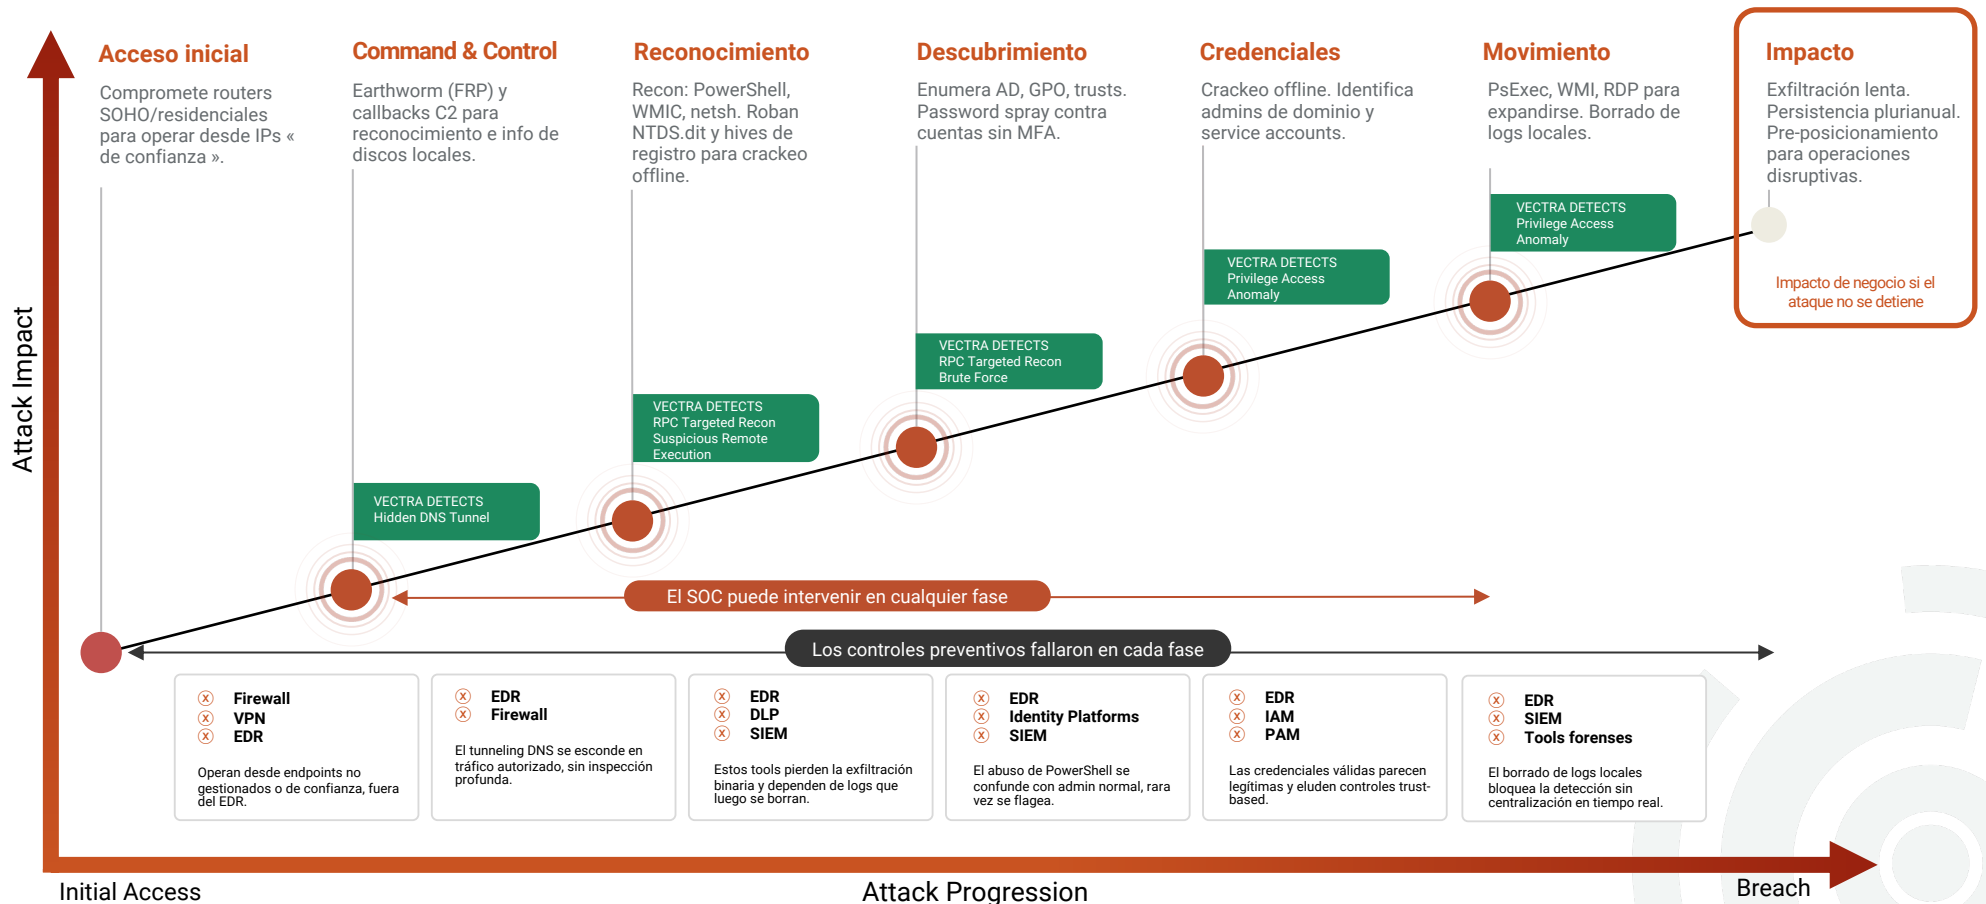 Acceso inicial
Compromete routers
SOHO/residenciales
para operar desde IPs «
de confianza ».
Command & Control
Earthworm (FRP) y
callbacks C2 para
reconocimiento e info de
discos locales.
Reconocimiento
Recon: PowerShell,
WMIC, netsh. Roban
NTDS.dit y hives de
registro para crackeo
offline.
Descubrimiento
Enumera AD, GPO, trusts.
Password spray contra
cuentas sin MFA.
Credenciales
Crackeo offline. Identifica
admins de dominio y
service accounts.
Movimiento
PsExec, WMI, RDP para
expandirse. Borrado de
logs locales.
Impacto
Exfiltración lenta.
Persistencia plurianual.
Pre-posicionamiento
para operaciones
disruptivas.
Impacto de negocio si el
ataque no se detiene
VECTRA DETECTS
Privilege Access
Anomaly
VECTRA DETECTS
Privilege Access
Anomaly
VECTRA DETECTS
RPC Targeted Recon
Brute Force
VECTRA DETECTS
RPC Targeted Recon
Suspicious Remote
Execution
VECTRA DETECTS
Hidden DNS Tunnel
Attack Impact
El SOC puede intervenir en cualquier fase
Los controles preventivos fallaron en cada fase
x Firewall
x VPN
x EDR
Operan desde endpoints no
gestionados o de confianza, fuera
del EDR.
x EDR
x Firewall
El tunneling DNS se esconde en
tráfico autorizado, sin inspección
profunda.
x EDR
x DLP
x SIEM
Estos tools pierden la exfiltración
binaria y dependen de logs que
luego se borran.
x EDR
x Identity Platforms
x SIEM
El abuso de PowerShell se
confunde con admin normal, rara
vez se flagea.
x EDR
x IAM
x PAM
Las credenciales válidas parecen
legítimas y eluden controles trust-
based.
x EDR
x SIEM
x Tools forenses
El borrado de logs locales
bloquea la detección sin
centralización en tiempo real.
Initial Access
Attack Progression
Breach